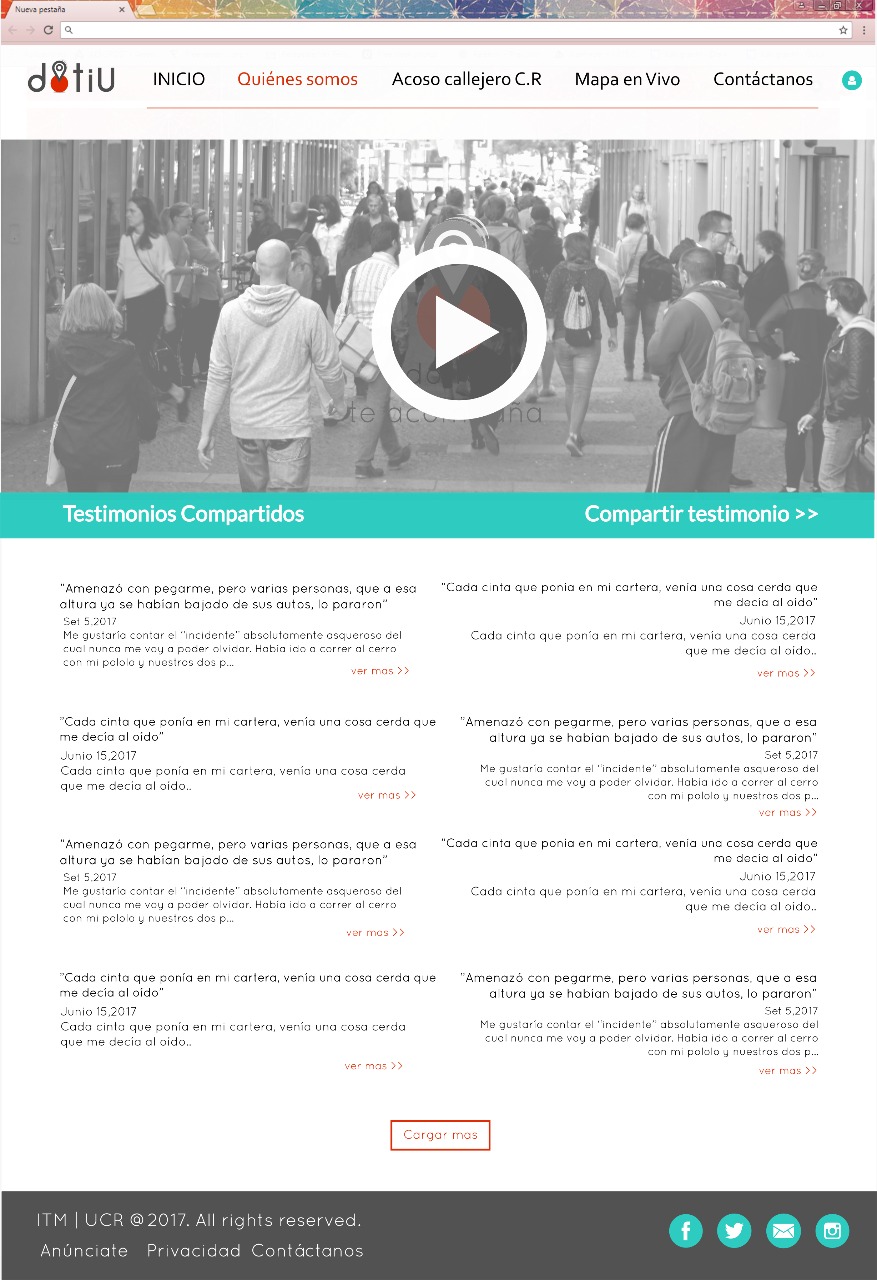 Nueva pestaña
dotiU
INICIO Quiénes somos Acoso callejero C.R Mapa en Vivo Contáctanos
te acompaña
Testimonios Compartidos
Compartir testimonio >>
"Amenazó con pegarme, pero varias personas, que a esa
altura ya se habían bajado de sus autos, lo pararon"
Set 5,2017
Me gustaría contar el "incidente" absolutamente asqueroso del
cual nunca me voy a poder olvidar. Había ido a correr al cerro
con mi pololo y nuestros dos p...
ver mas >>
"Cada cinta que ponia en mi cartera, venía una cosa cerda que
me decia al oido"
Junio 15,2017
Cada cinta que ponía en mi cartera, venía una cosa cerda
que me decía al oído..
ver mas >>
"Cada cinta que ponía en mi cartera, venía una cosa cerda que
me decía al oído"
Junio 15,2017
Cada cinta que ponía en mi cartera, venía una cosa cerda
que me decía al oído..
ver mas >>
"Amenazó con pegarme, pero varias personas, que a esa
altura ya se habían bajado de sus autos, lo pararon"
Set 5,2017
Me gustaría contar el "incidente" absolutamente asqueroso del
cual nunca me voy a poder olvidar. Había ido a correr al cerro
con mi pololo y nuestros dos p...
ver mas >>
"Amenazó con pegarme, pero varias personas, que a esa
altura ya se habían bajado de sus autos, lo pararon"
Set 5,2017
Me gustaría contar el "incidente" absolutamente asqueroso del
cual nunca me voy a poder olvidar. Había ido a correr al cerro
con mi pololo y nuestros dos p...
ver mas >>
"Cada cinta que ponia en mi cartera, venía una cosa cerda que
me decia al oido"
Junio 15,2017
Cada cinta que ponía en mi cartera, venía una cosa cerda
que me decía al oído..
ver mas >>
"Cada cinta que ponía en mi cartera, venía una cosa cerda que
me decía al oído"
Junio 15,2017
Cada cinta que ponía en mi cartera, venía una cosa cerda
que me decía al oído..
ver mas >>
"Amenazó con pegarme, pero varias personas, que a esa
altura ya se habían bajado de sus autos, lo pararon"
Set 5,2017
Me gustaría contar el "incidente" absolutamente asqueroso del
cual nunca me voy a poder olvidar. Había ido a correr al cerro
con mi pololo y nuestros dos p...
ver mas >>
Cargar mas
ITM | UCR @2017. All rights reserved.
Anúnciate Privacidad Contáctanos